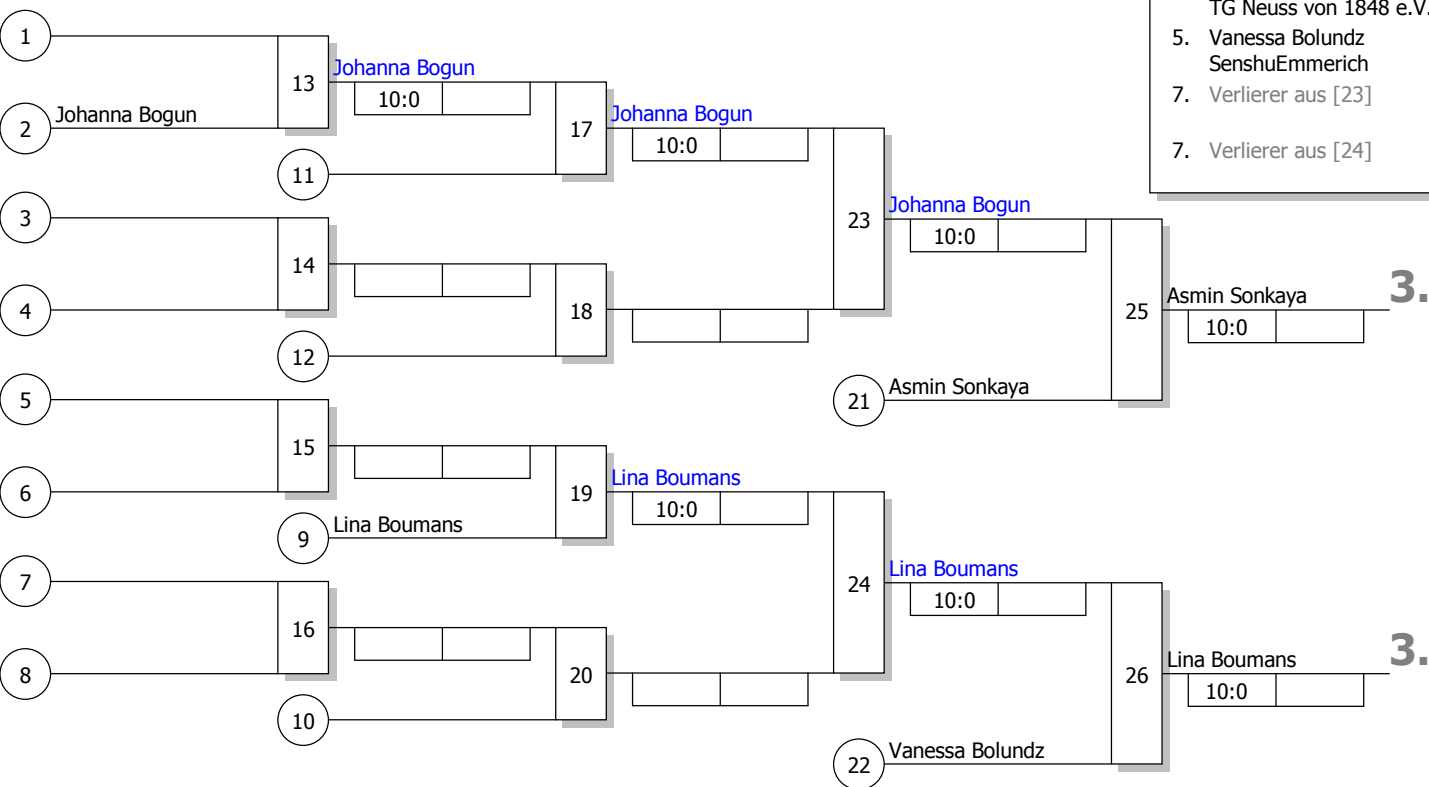 TG Neuss von 1848 e.V.
5. Vanessa Bolundz
SenshuEmmerich
7. Verlierer aus [23]
7. Verlierer aus [24]
1
13
Johanna Bogun
10:0
2
Johanna Bogun
17
Johanna Bogun
10:0
11
3
14
4
18
12
23
Johanna Bogun
10:0
25
Asmin Sonkaya
10:0
3.
21
Asmin Sonkaya
5
15
6
19
Lina Boumans
10:0
9
Lina Boumans
7
16
8
20
10
24
Lina Boumans
10:0
26
Lina Boumans
10:0
3.
22
Vanessa Bolundz